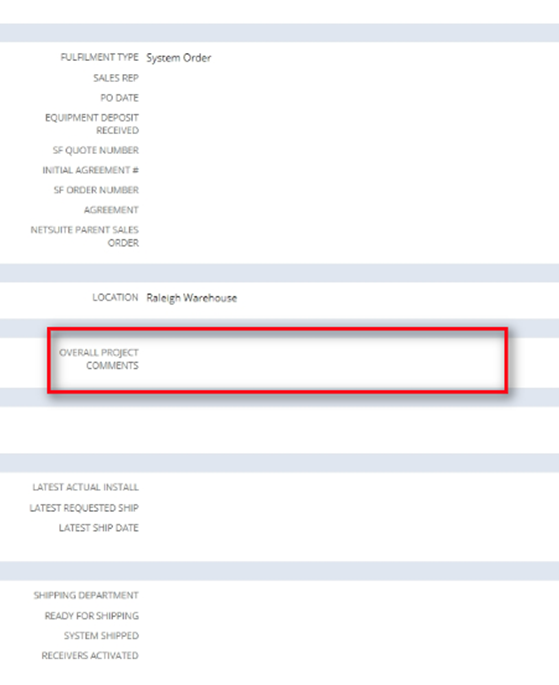 FULFILMENT TYPE System Order
SALES REP
PO DATE
EQUIPMENT DEPOSIT
RECEIVED
SF QUOTE NUMBER
INITIAL AGREEMENT #
SF ORDER NUMBER
AGREEMENT
NETSUITE PARENT SALES
ORDER
LOCATION Raleigh Warehouse
OVERALL PROJECT
COMMENTS
LATEST ACTUAL INSTALL
LATEST REQUESTED SHIP
LATEST SHIP DATE
SHIPPING DEPARTMENT
READY FOR SHIPPING
SYSTEM SHIPPED
RECEIVERS ACTIVATED